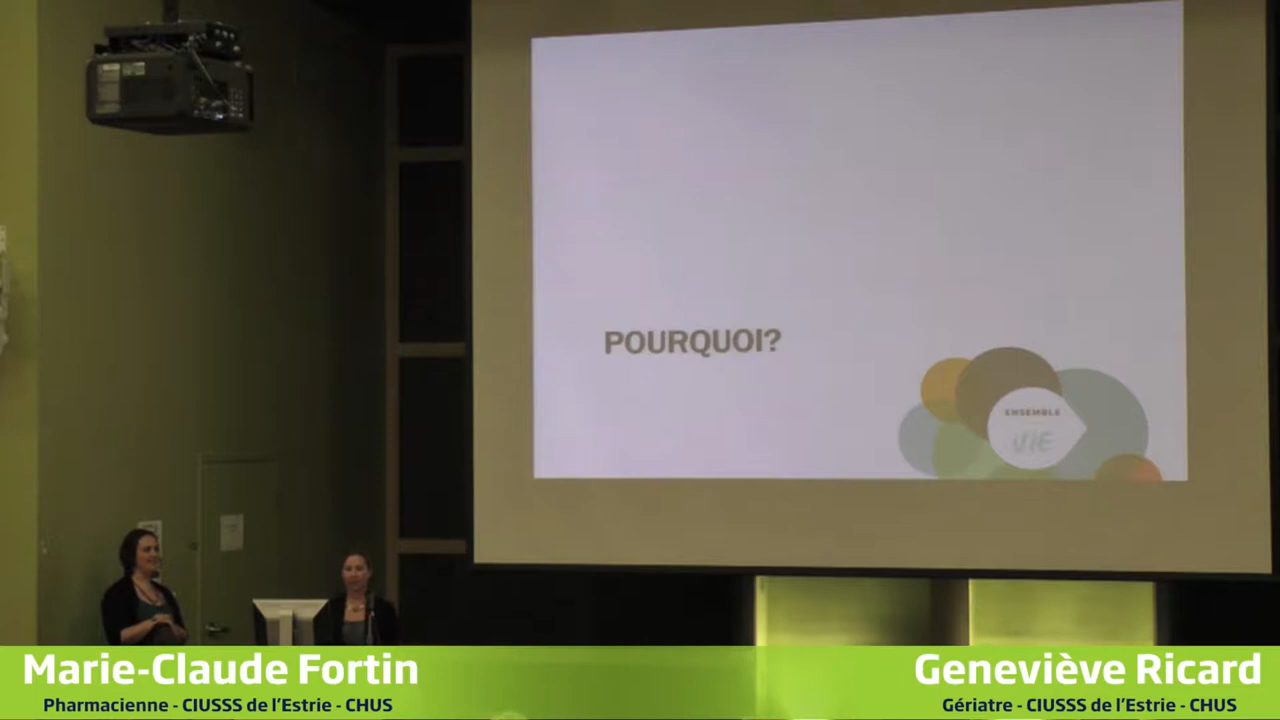 POURQUOI?
ENSEMBLE
VIE
Marie-Claude Fortin
Pharmacienne - CIUSSS de l'Estrie - CHUS
Geneviève Ricard
Gériatre - CIUSSS de l'Estrie - CHUS